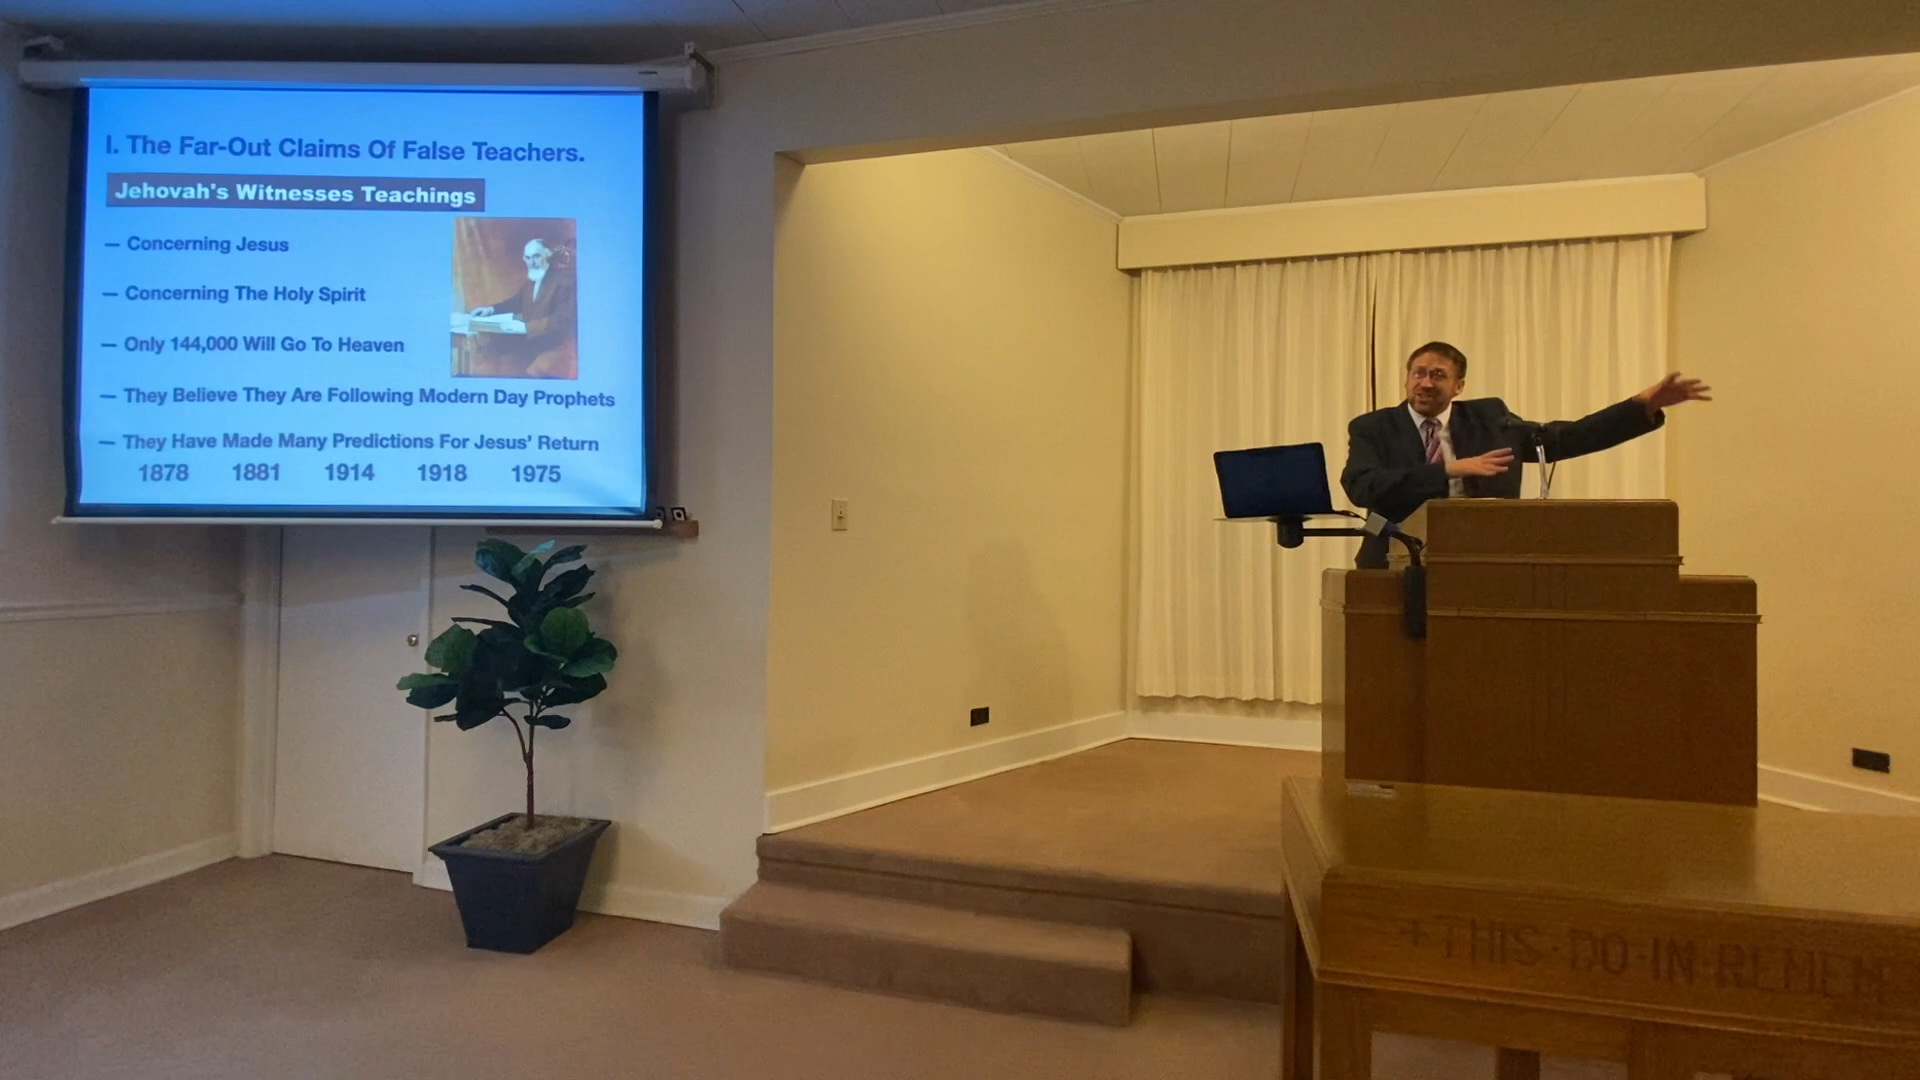 I. The Far-Out Claims Of False Teachers.
Jehovah's Witnesses Teachings
— Concerning Jesus
— Concerning The Holy Spirit
— Only 144,000 Will Go To Heaven
— They Believe They Are Following Modern Day Prophets
— They Have Made Many Predictions For Jesus' Return
1878 1881 1914 1918 1975
+THIS·DO·IN·REMEM